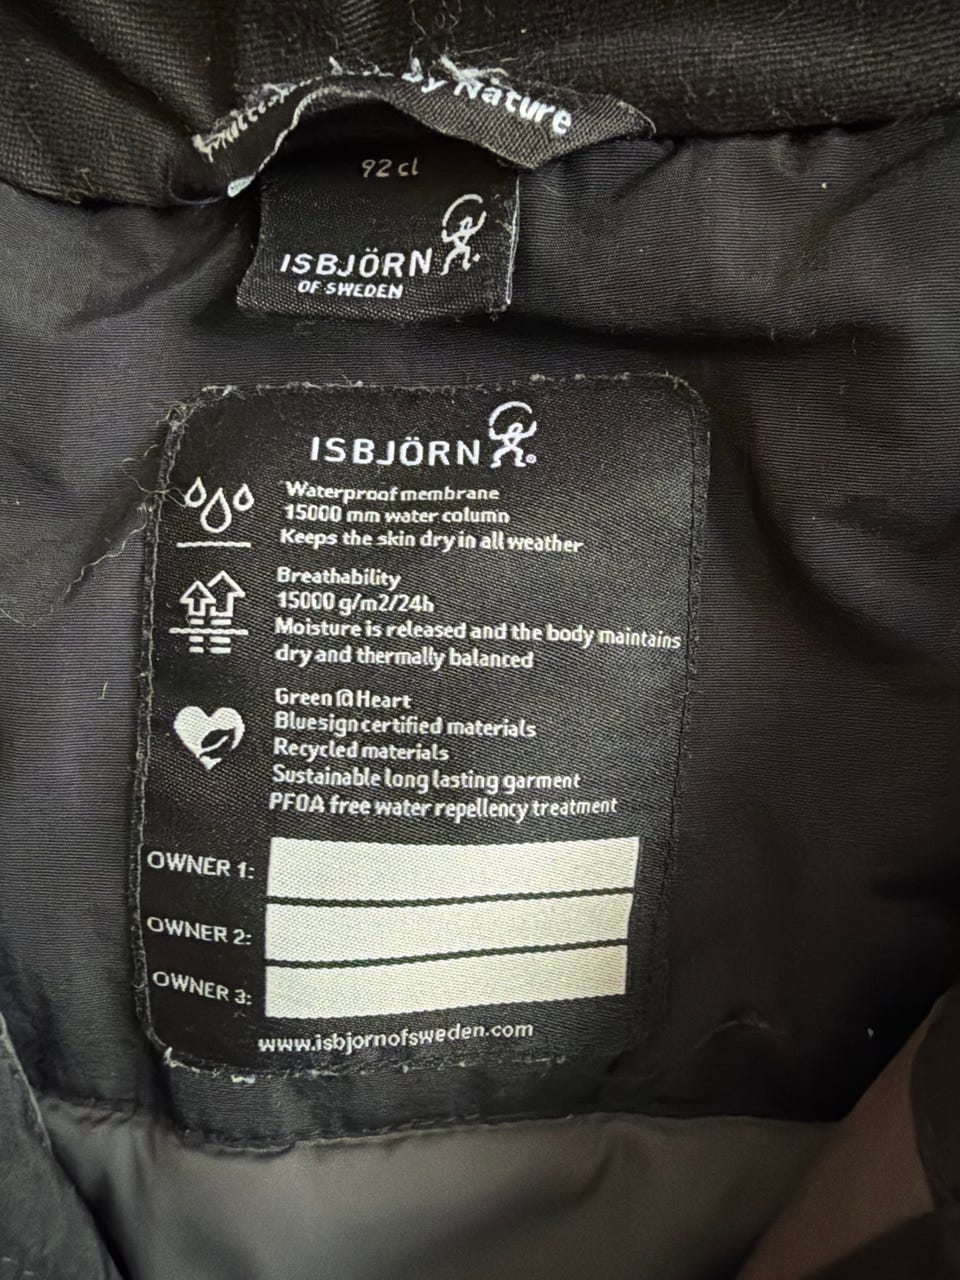 by Nature
92 cl
ISBJÖRN
OF SWEDEN
ISBJÖRN
Waterproof membrane
15000 mm water column
Keeps the skin dry in all weather
Breathability
15000 g/m2/24h
Moisture is released and the body maintains
dry and thermally balanced
Green @ Heart
Bluesign certified materials
Recycled materials
Sustainable long lasting garment
PFOA free water repellency treatment
OWNER 1:
OWNER 2:
OWNER 3:
www.isbjornofsweden.com